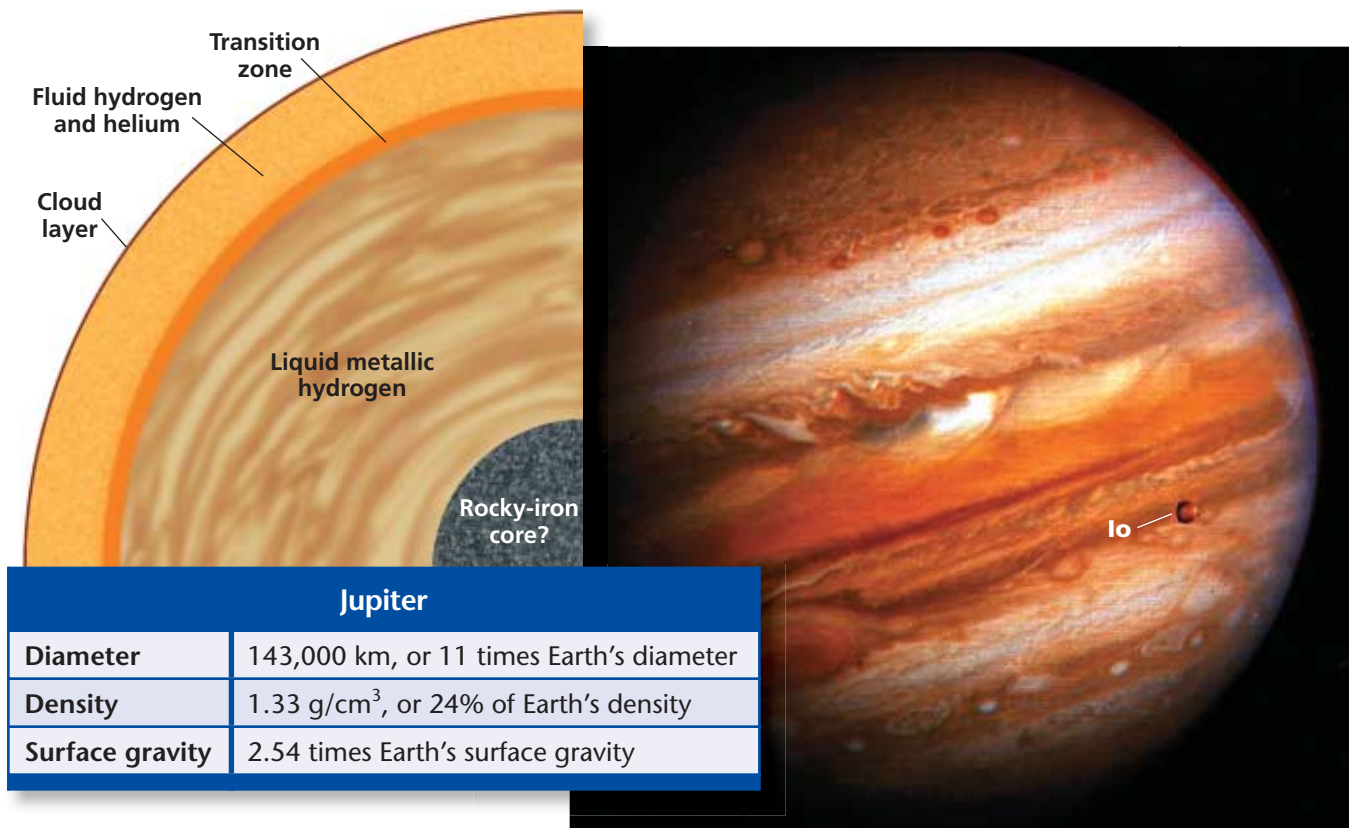 Transition
zone
Fluid hydrogen
and helium
Cloud
layer
Liquid metallic
hydrogen
Rocky-iron
core?
Io
Jupiter
Diameter 143,000 km, or 11 times Earth's diameter
Density 1.33 g/cm³, or 24% of Earth's density
Surface gravity 2.54 times Earth's surface gravity